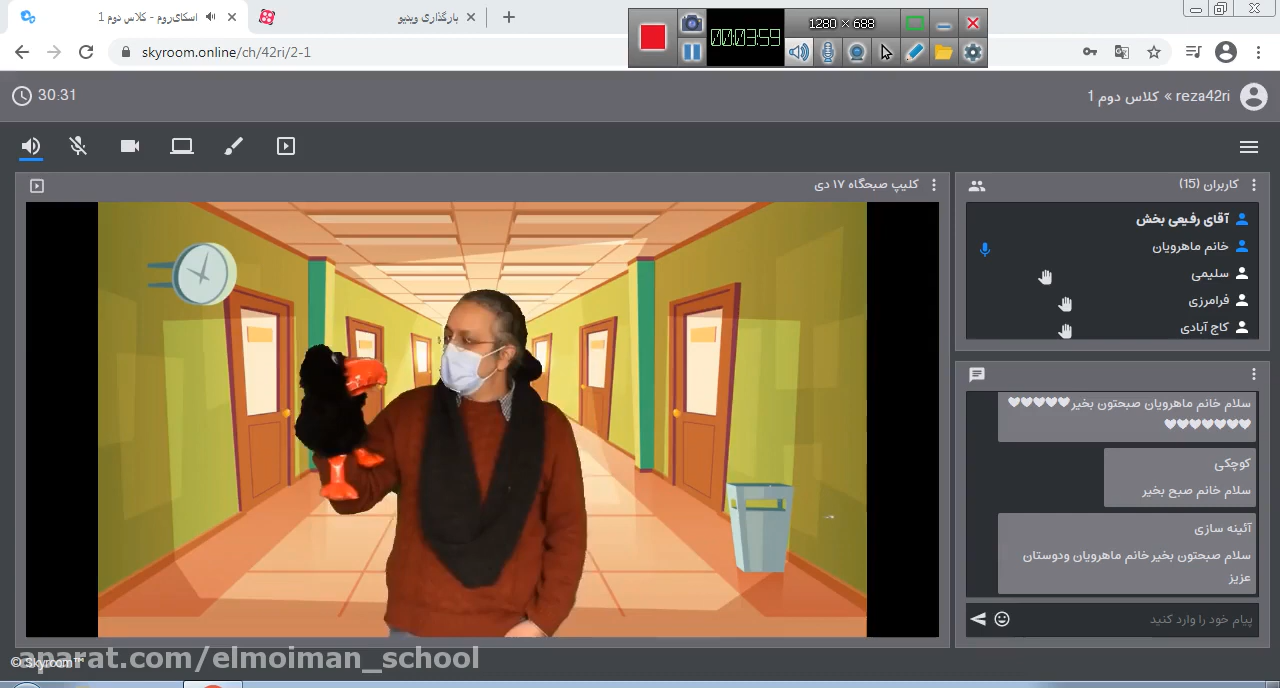 اسکای‌روم - کلاس دوم 1
بارگذاری ویدیو
skyroom.online/ch/42ri/2-1
00:03:59
1280 × 688
30:31
reza42ri » کلاس دوم 1
کلیپ صبحگاه ۱۷ دی
کاربران (15)
آقای رفیعی بخش
خانم ماهرویان
سلیمی
فرامرزی
کاج آبادی
سلام خانم ماهرویان صبحتون بخیر🤍🤍🤍🤍🤍
🤍🤍🤍🤍🤍🤍🤍
کوچکی
سلام خانم صبح بخیر
آئینه سازی
سلام صبحتون بخیرخانم ماهرویان ودوستان
عزیز
پیام خود را وارد کنید
© Skyroom™
aparat.com/elmoiman_school